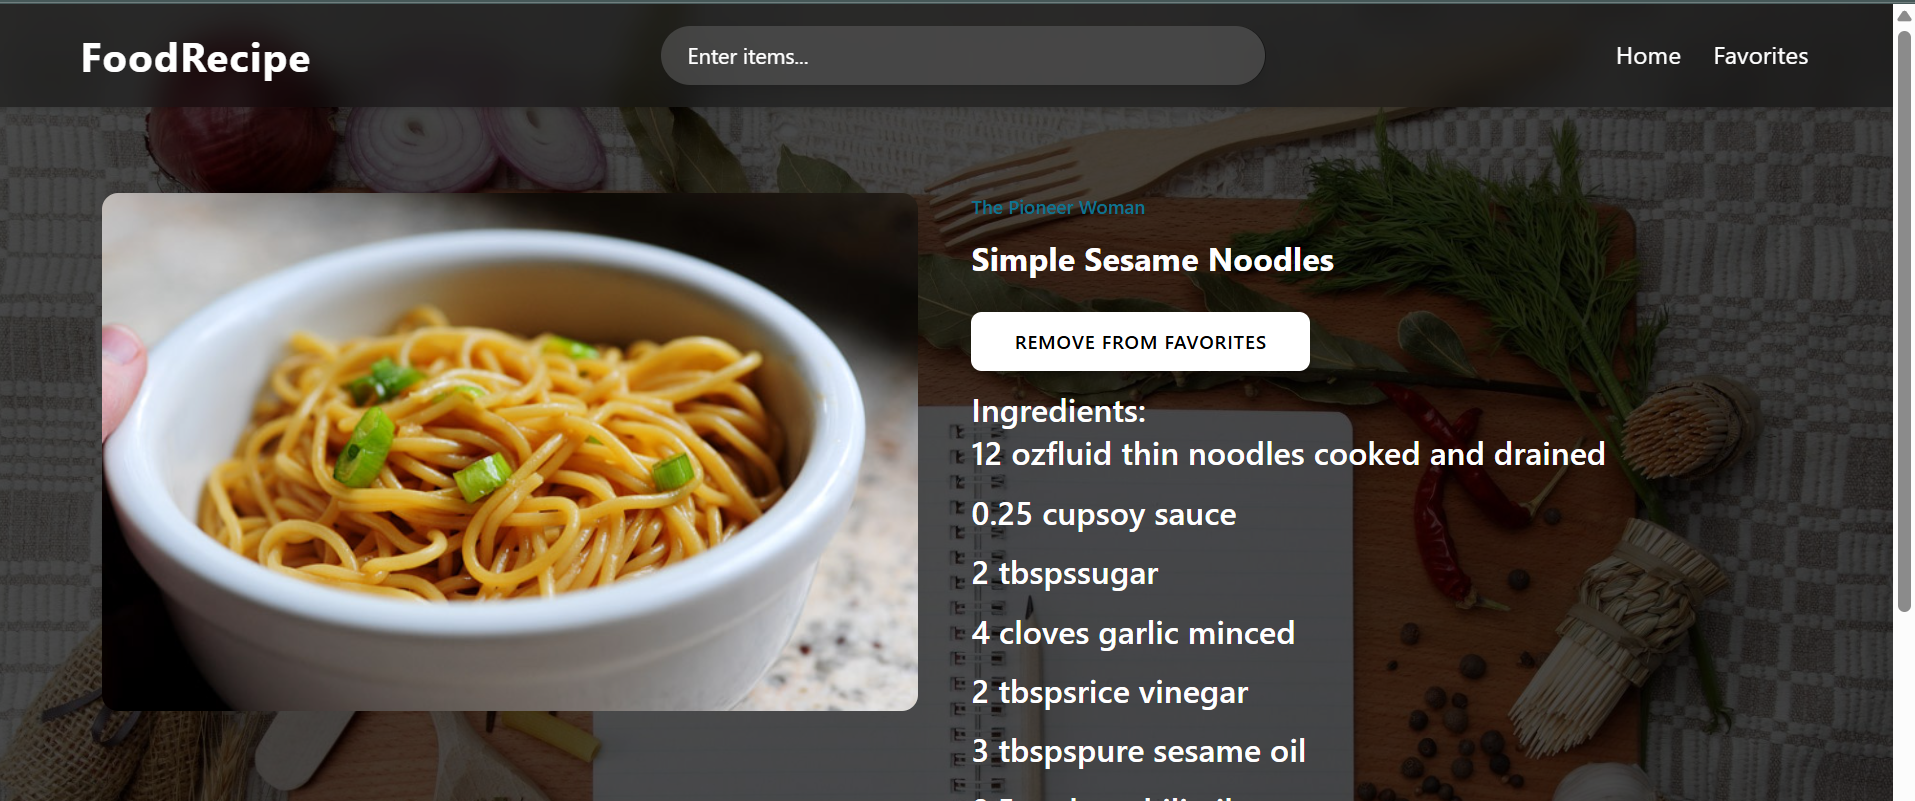 FoodRecipe
Enter items...
Home
Favorites
The Pioneer Woman
Simple Sesame Noodles
REMOVE FROM FAVORITES
Ingredients:
12 ozfluid thin noodles cooked and drained
0.25 cupsoy sauce
2 tbspssugar
4 cloves garlic minced
2 tbspsrice vinegar
3 tbspspure sesame oil